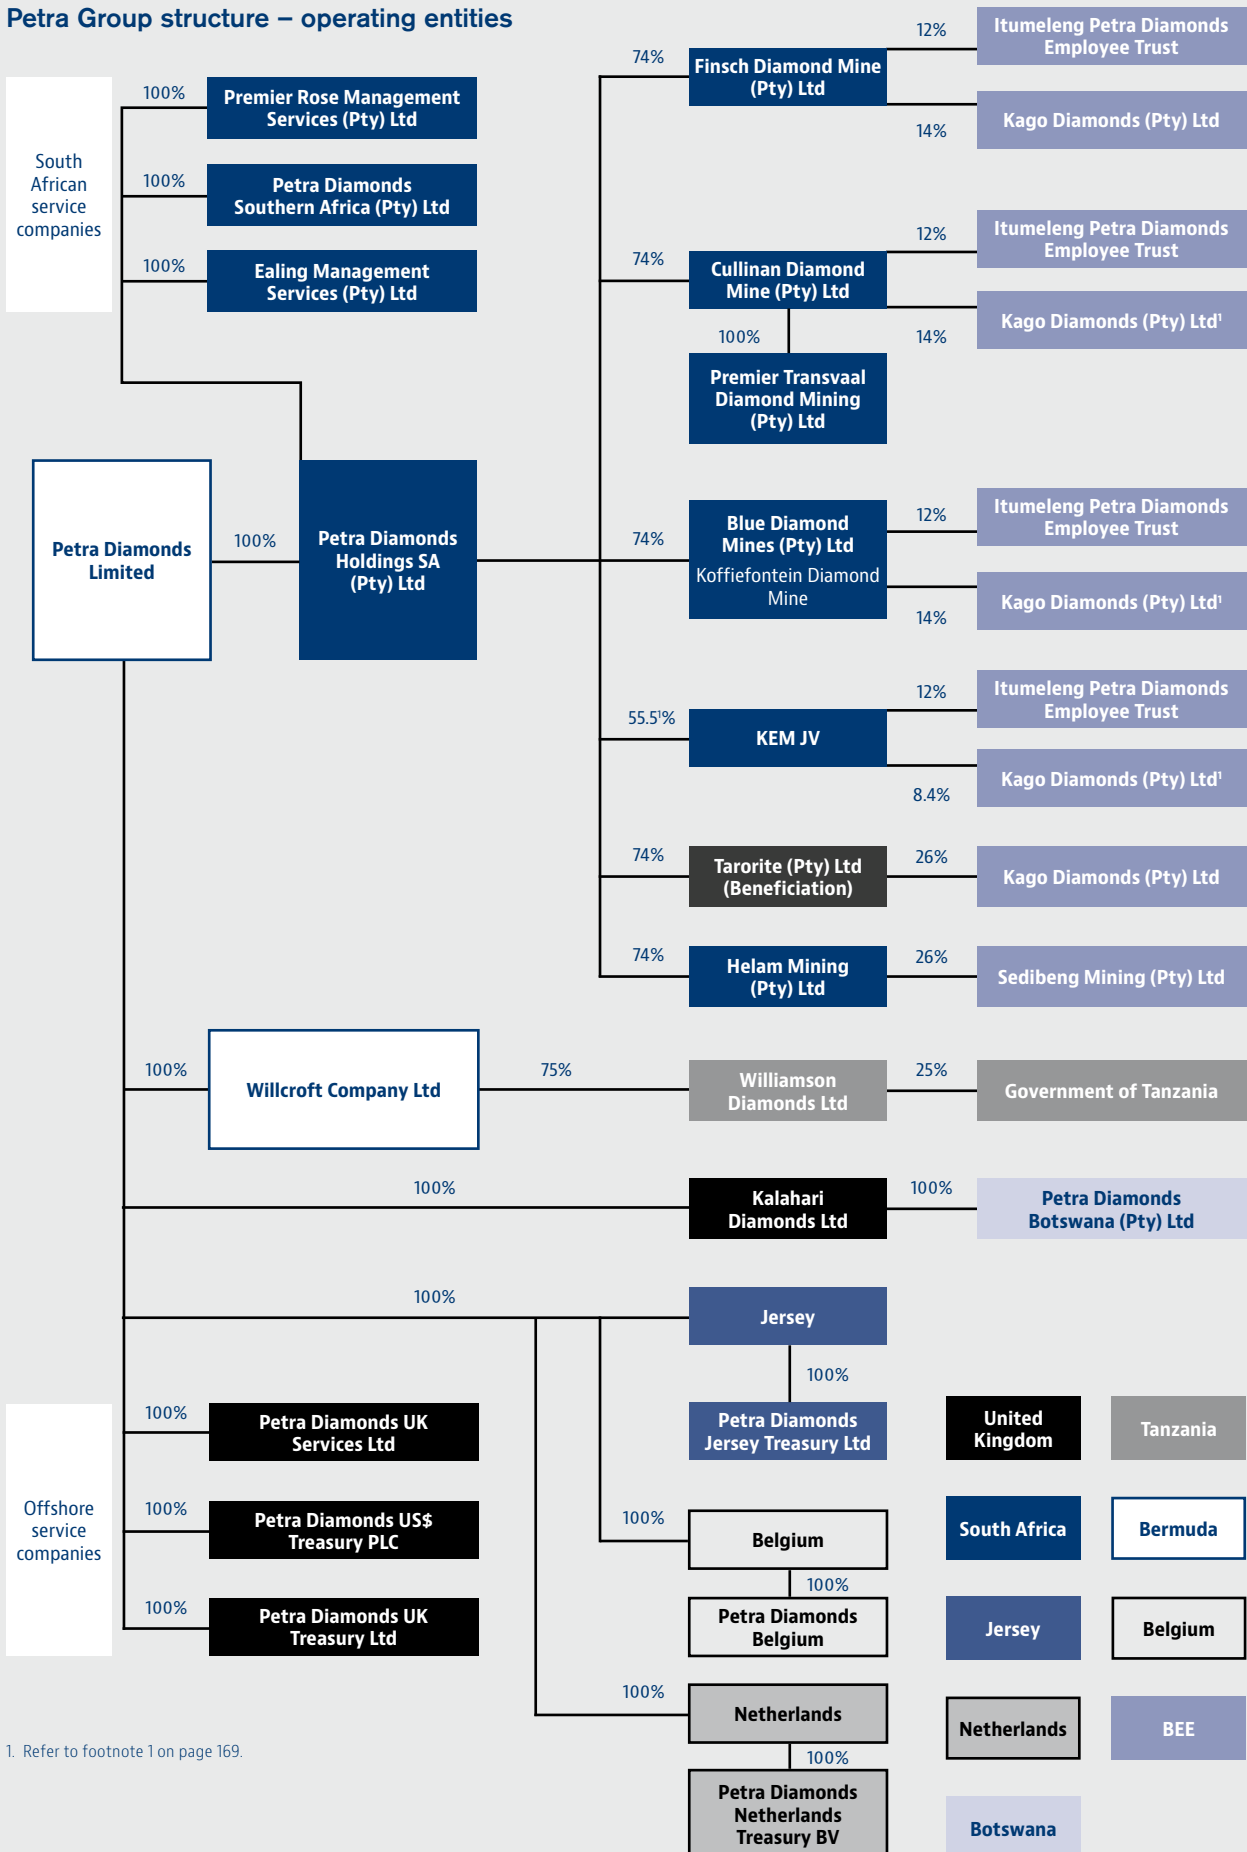 Petra Group structure – operating entities
South
African
service
companies
100%
Premier Rose Management
Services (Pty) Ltd
100%
Petra Diamonds
Southern Africa (Pty) Ltd
100%
Ealing Management
Services (Pty) Ltd
Petra Diamonds
Limited
100%
Petra Diamonds
Holdings SA
(Pty) Ltd
74%
Finsch Diamond Mine
(Pty) Ltd
12%
Itumeleng Petra Diamonds
Employee Trust
14%
Kago Diamonds (Pty) Ltd
74%
Cullinan Diamond
Mine (Pty) Ltd
12%
Itumeleng Petra Diamonds
Employee Trust
14%
Kago Diamonds (Pty) Ltd¹
100%
Premier Transvaal
Diamond Mining
(Pty) Ltd
74%
Blue Diamond
Mines (Pty) Ltd
Koffiefontein Diamond
Mine
12%
Itumeleng Petra Diamonds
Employee Trust
14%
Kago Diamonds (Pty) Ltd¹
55.5¹%
KEM JV
12%
Itumeleng Petra Diamonds
Employee Trust
8.4%
Kago Diamonds (Pty) Ltd¹
74%
Tarorite (Pty) Ltd
(Beneficiation)
26%
Kago Diamonds (Pty) Ltd
74%
Helam Mining
(Pty) Ltd
26%
Sedibeng Mining (Pty) Ltd
100%
Willcroft Company Ltd
75%
Williamson
Diamonds Ltd
25%
Government of Tanzania
100%
Kalahari
Diamonds Ltd
100%
Petra Diamonds
Botswana (Pty) Ltd
100%
Jersey
100%
Petra Diamonds
Jersey Treasury Ltd
Offshore
service
companies
100%
Petra Diamonds UK
Services Ltd
100%
Petra Diamonds US$
Treasury PLC
100%
Petra Diamonds UK
Treasury Ltd
100%
Belgium
100%
Petra Diamonds
Belgium
100%
Netherlands
100%
Petra Diamonds
Netherlands
Treasury BV
United
Kingdom
Tanzania
South Africa
Bermuda
Jersey
Belgium
Netherlands
BEE
Botswana
1. Refer to footnote 1 on page 169.